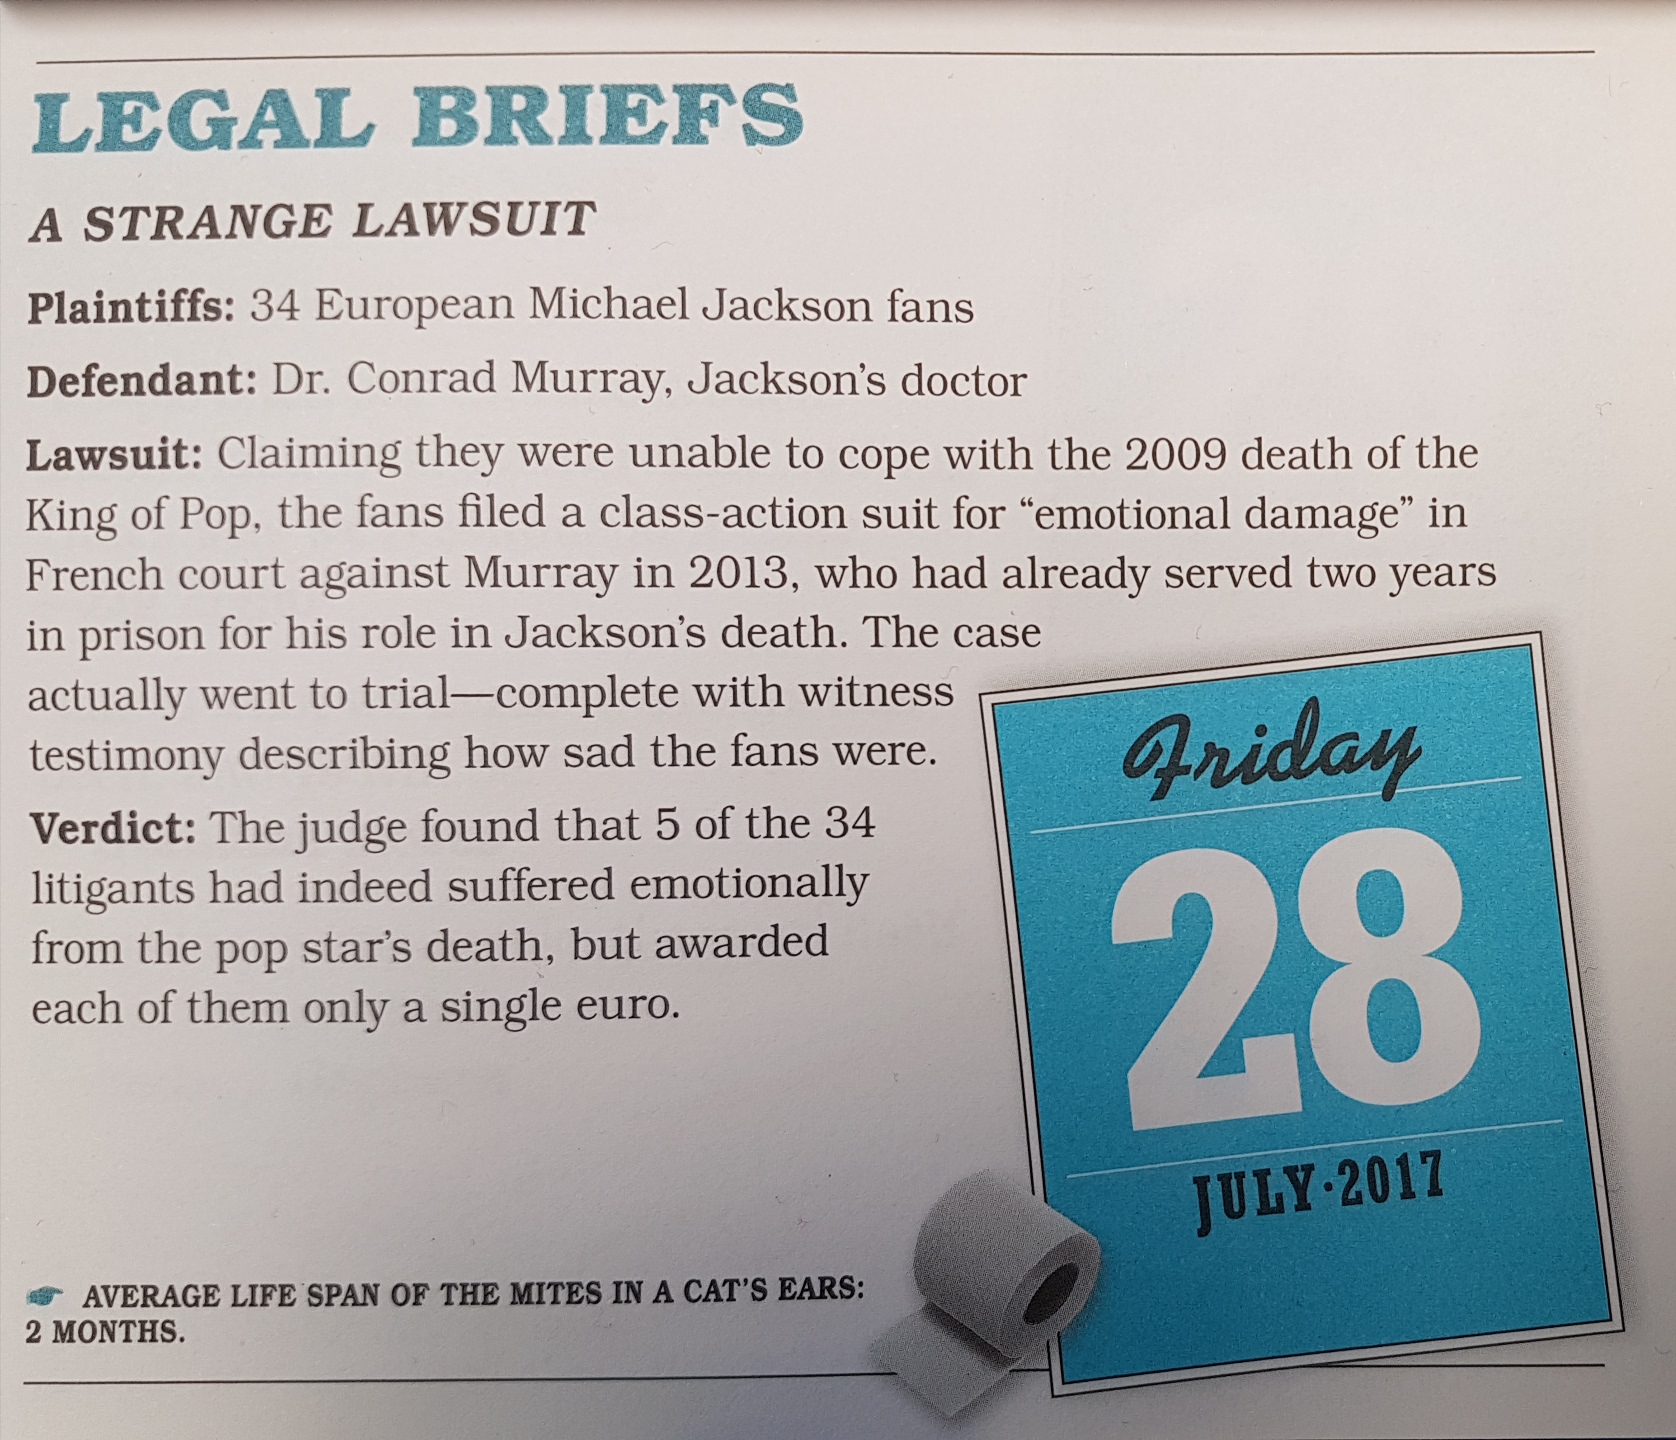 LEGAL BRIEFS
A STRANGE LAWSUIT
Plaintiffs: 34 European Michael Jackson fans
Defendant: Dr. Conrad Murray, Jackson's doctor
Lawsuit: Claiming they were unable to cope with the 2009 death of the
King of Pop, the fans filed a class-action suit for “emotional damage” in
French court against Murray in 2013, who had already served two years
in prison for his role in Jackson's death. The case
actually went to trial—complete with witness
testimony describing how sad the fans were.
Verdict: The judge found that 5 of the 34
litigants had indeed suffered emotionally
from the pop star's death, but awarded
each of them only a single euro.
Friday
28
JULY·2017
AVERAGE LIFE SPAN OF THE MITES IN A CAT'S EARS:
2 MONTHS.